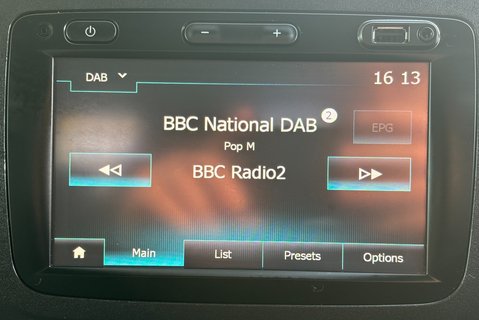 DAB
16 13
BBC National DAB 2
EPG
Pop M
BBC Radio2
Main
List
Presets
Options